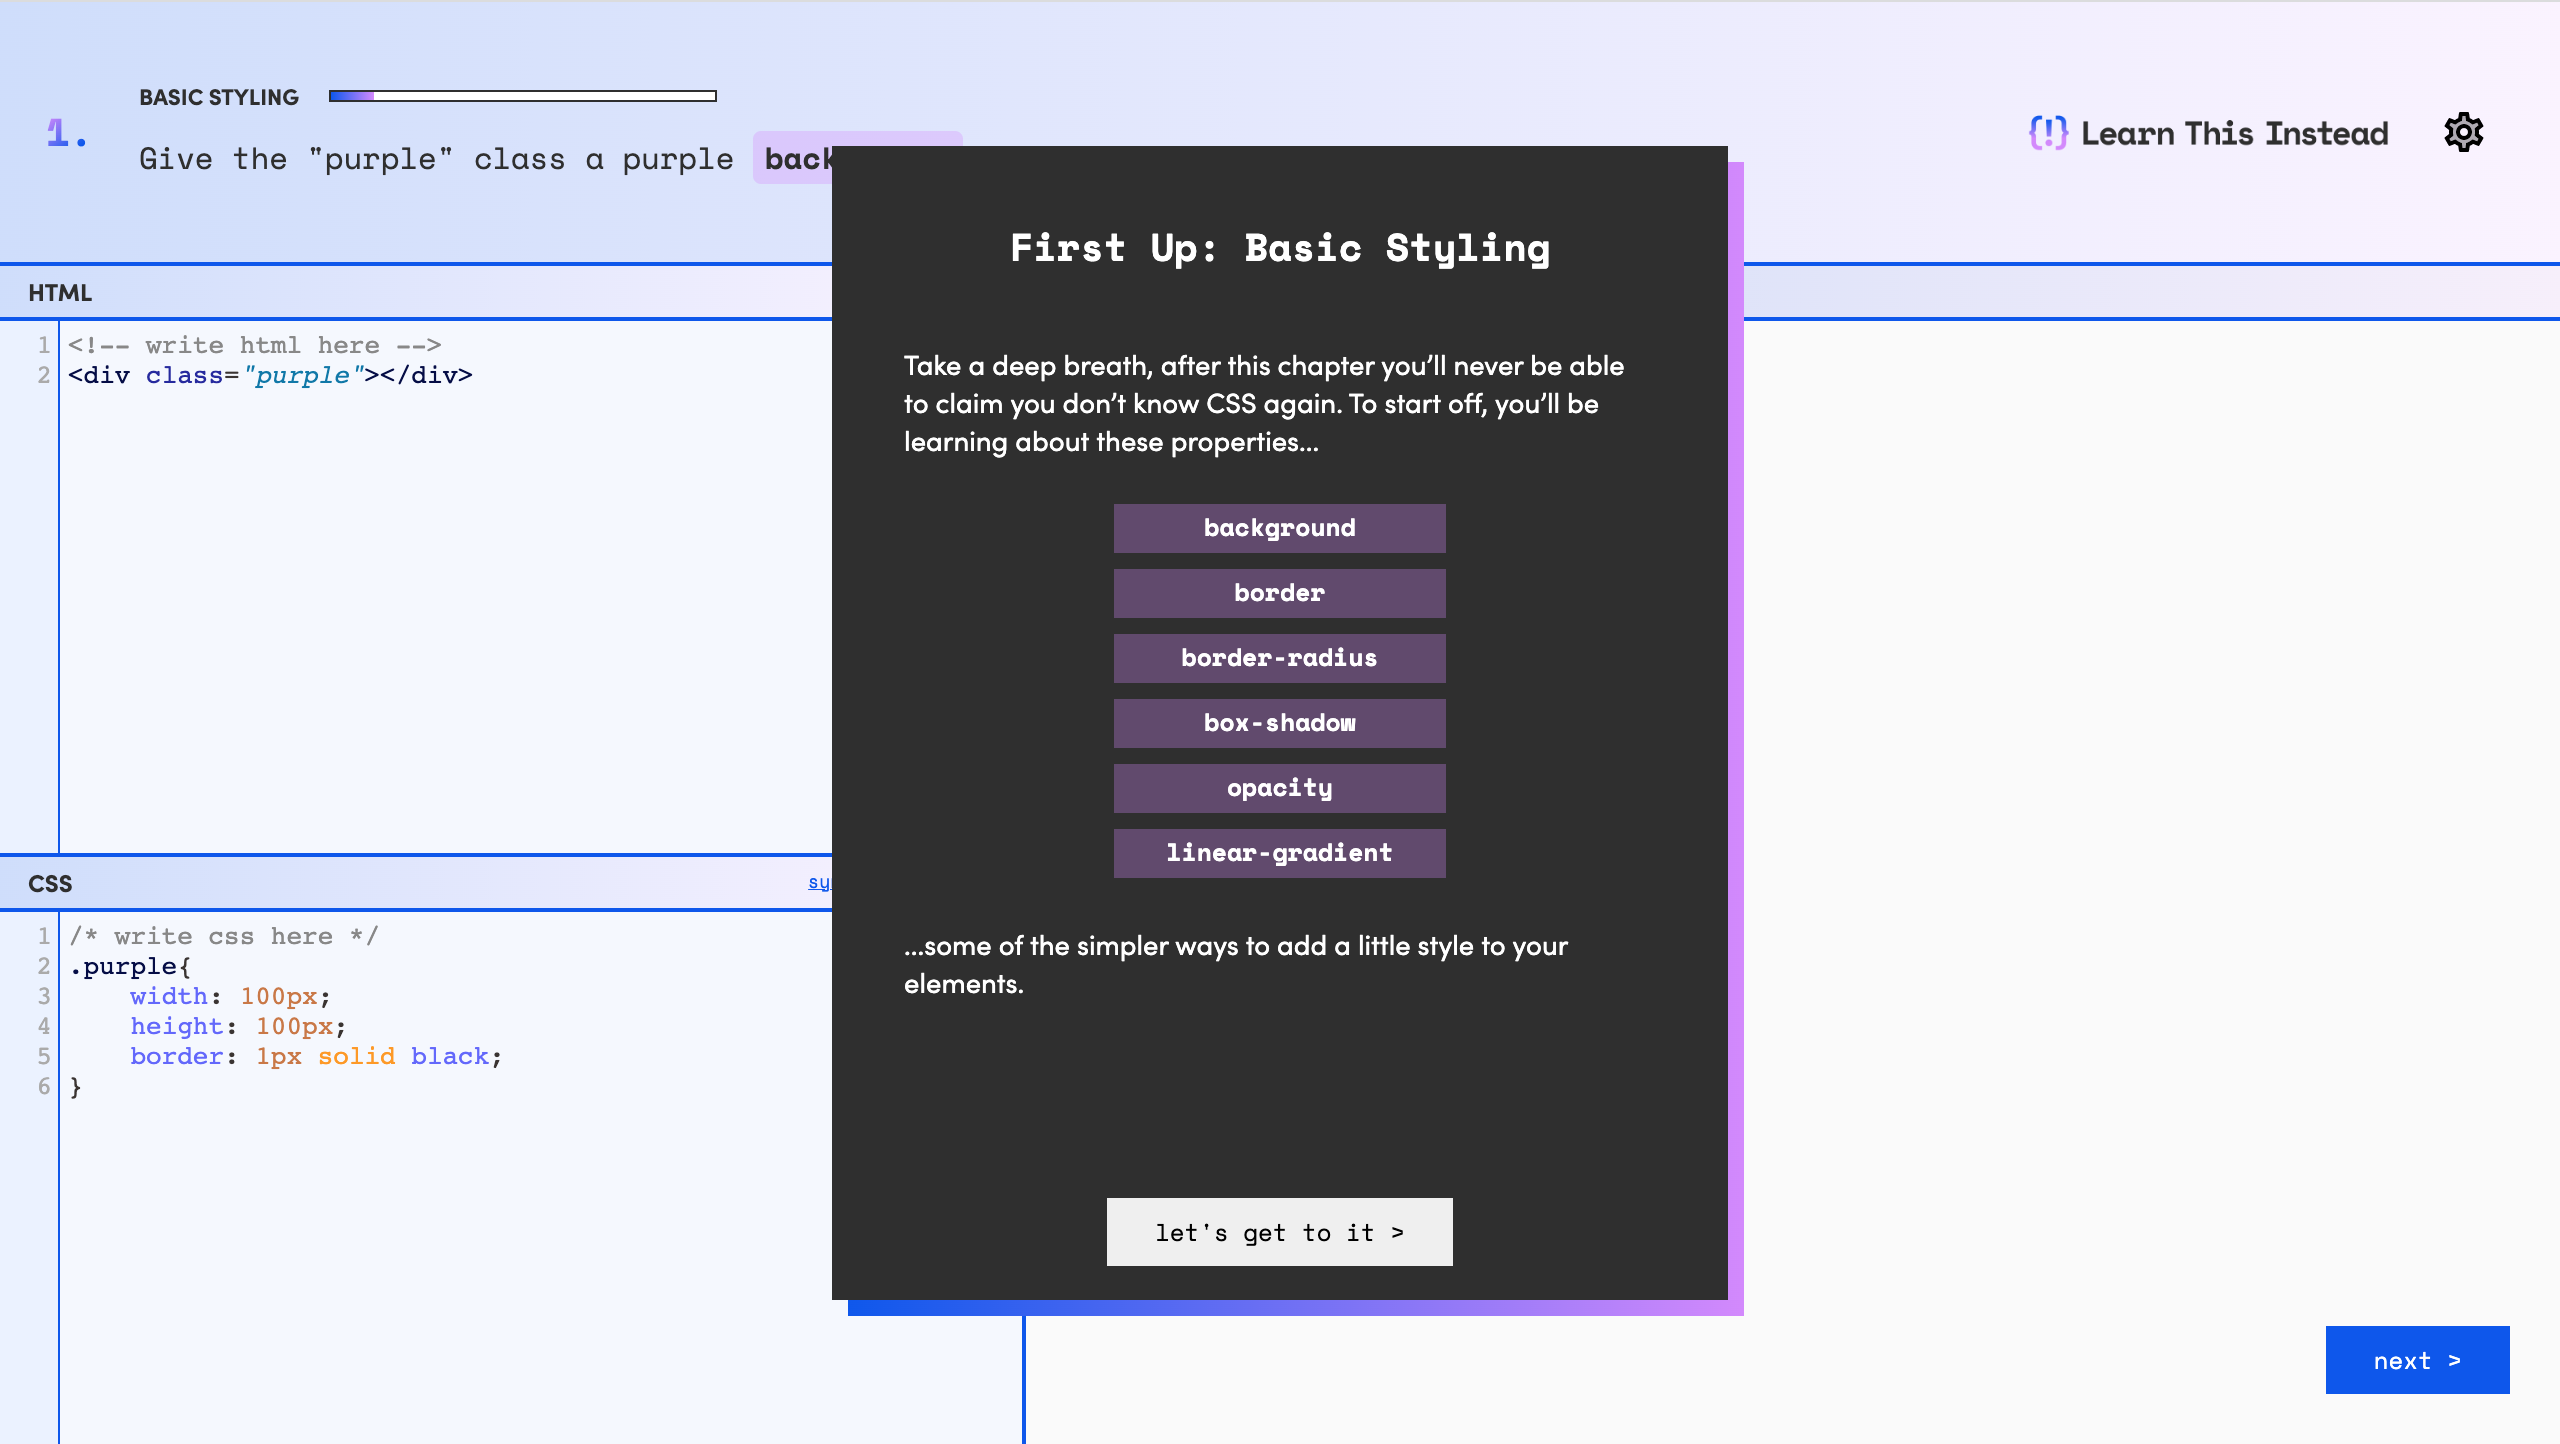 BASIC STYLING
1.
Give the "purple" class a purple
{!} Learn This Instead
HTML
1 <!-- write html here -->
2 <div class="purple"></div>
CSS
1 /* write css here */
2 .purple{
3 width: 100px;
4 height: 100px;
5 border: 1px solid black;
6 }
First Up: Basic Styling
Take a deep breath, after this chapter you’ll never be able
to claim you don’t know CSS again. To start off, you’ll be
learning about these properties...
background
border
border-radius
box-shadow
opacity
linear-gradient
...some of the simpler ways to add a little style to your
elements.
let's get to it >
next >